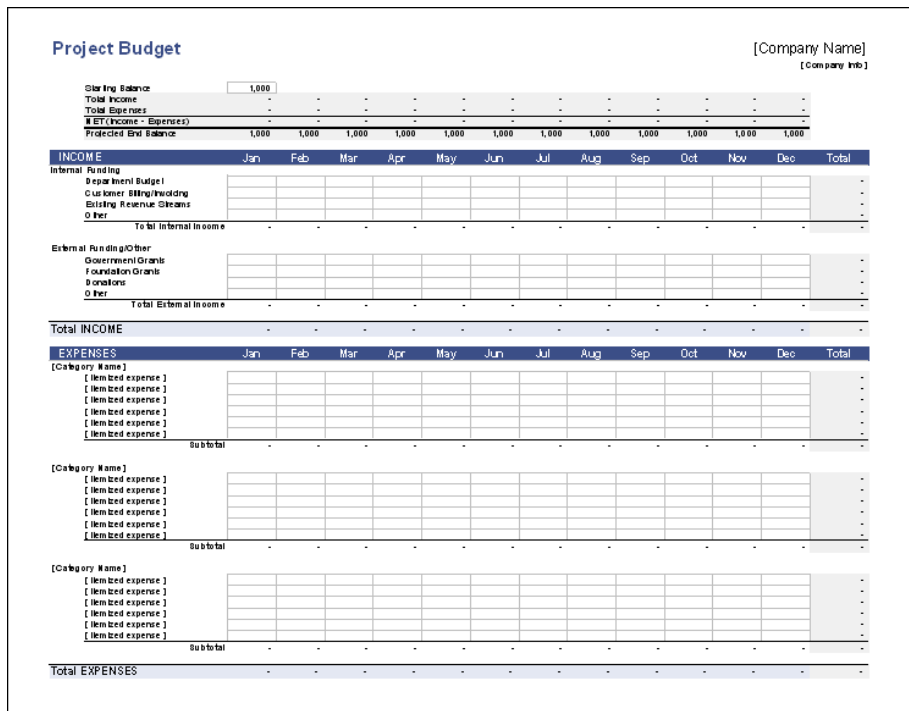 Project Budget [Company Name]
[Company Info]
Starting Balance 1,000
Total Income - - - - - - - - - - - -
Total Expenses - - - - - - - - - - - -
NET (Income - Expenses) - - - - - - - - - - - -
Projected End Balance 1,000 1,000 1,000 1,000 1,000 1,000 1,000 1,000 1,000 1,000 1,000 1,000
INCOME Jan Feb Mar Apr May Jun Jul Aug Sep Oct Nov Dec Total
Internal Funding
Department Budget -
Customer Billing/Invoicing -
Existing Revenue Streams -
Other -
Total Internal Income - - - - - - - - - - - - -
External Funding/Other
Government Grants -
Foundation Grants -
Donations -
Other -
Total External Income - - - - - - - - - - - - -
Total INCOME - - - - - - - - - - - - -
EXPENSES Jan Feb Mar Apr May Jun Jul Aug Sep Oct Nov Dec Total
[Category Name]
[ Itemized expense ] -
[ Itemized expense ] -
[ Itemized expense ] -
[ Itemized expense ] -
[ Itemized expense ] -
[ Itemized expense ] -
Subtotal - - - - - - - - - - - - -
[Category Name]
[ Itemized expense ] -
[ Itemized expense ] -
[ Itemized expense ] -
[ Itemized expense ] -
[ Itemized expense ] -
[ Itemized expense ] -
Subtotal - - - - - - - - - - - - -
[Category Name]
[ Itemized expense ] -
[ Itemized expense ] -
[ Itemized expense ] -
[ Itemized expense ] -
[ Itemized expense ] -
[ Itemized expense ] -
Subtotal - - - - - - - - - - - - -
Total EXPENSES - - - - - - - - - - - - -